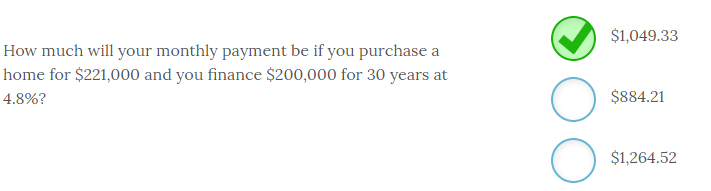 How much will your monthly payment be if you purchase a
home for $221,000 and you finance $200,000 for 30 years at
4.8%?
$1,049.33
$884.21
$1,264.52